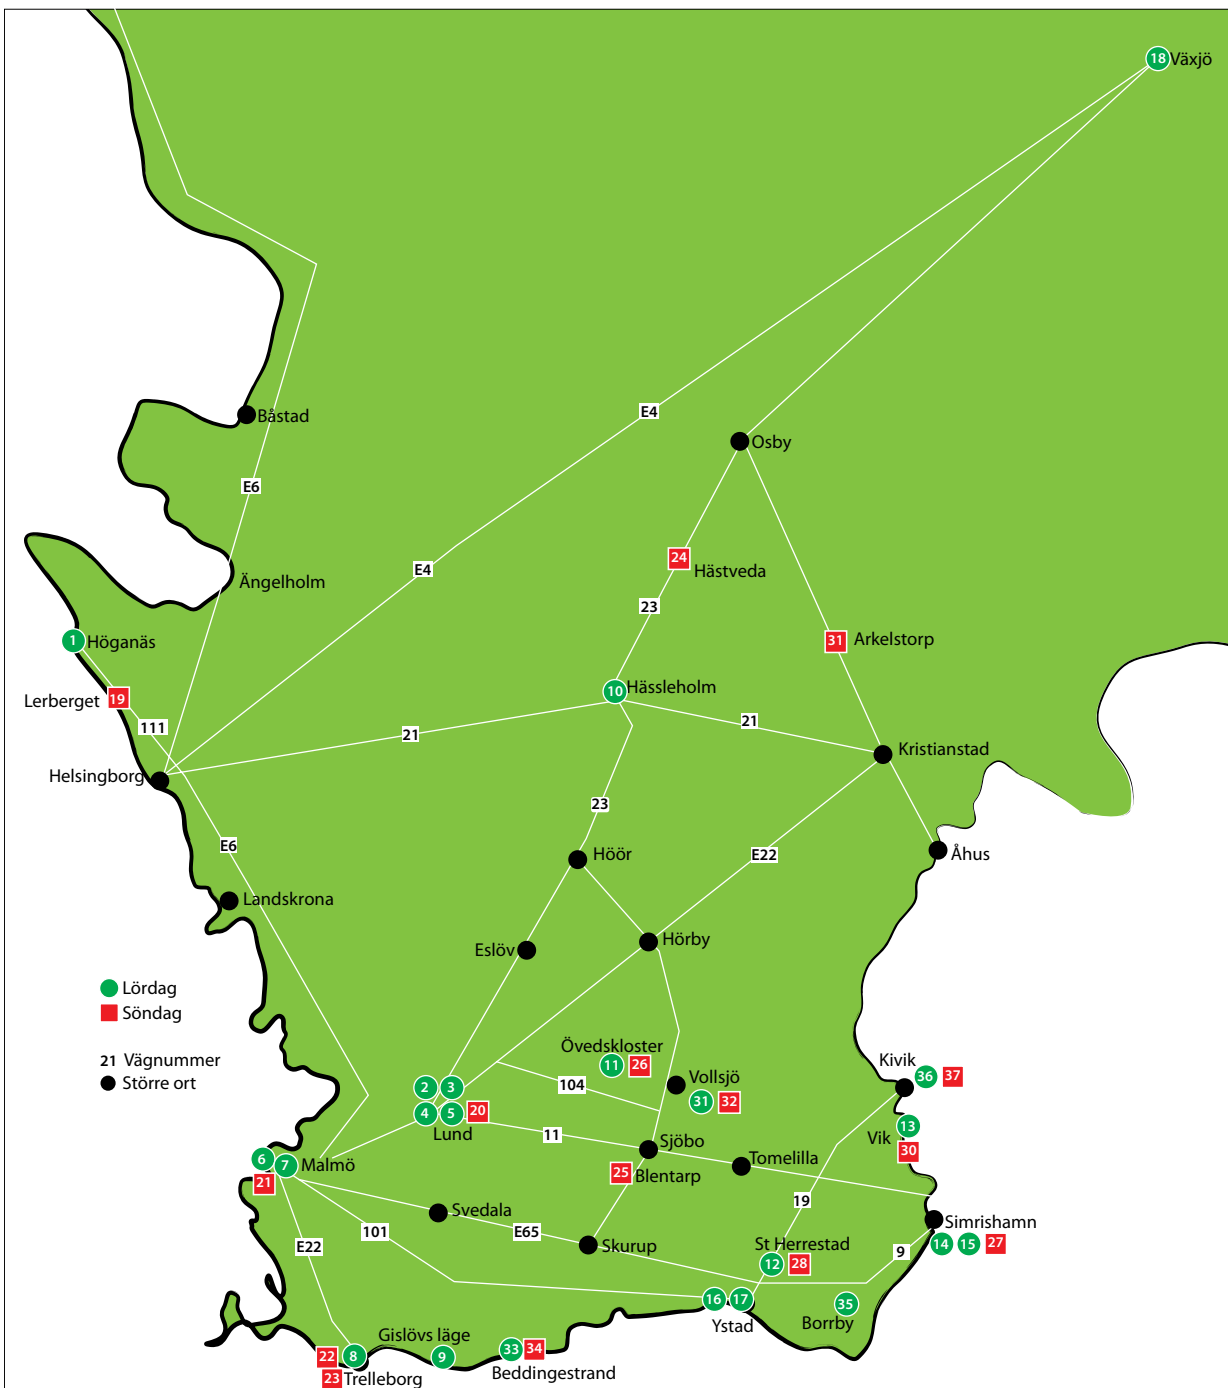 18 Växjö
Båstad
E4
Osby
E6
24
Hästveda
E4
Ängelholm
23
1 Höganäs
31 Arkelstorp
10 Hässleholm
Lerberget 19
111
21
21
Kristianstad
Helsingborg
23
E6
Höör
E22
Åhus
Landskrona
Hörby
Eslöv
Lördag
Söndag
21 Vägnummer
Större ort
Övedskloster
11 26
Kivik
36 37
Vollsjö
31 32
104
2 3
4 5 20
Lund
11
13
Vik
30
Sjöbo
6 7 Malmö
21
Tomelilla
25 Blentarp
19
Svedala
Simrishamn
14 15 27
101
E65
E22
Skurup
St Herrestad
12 28
9
16 17
Ystad
35
Borrby
Gislövs läge
9
22 8
23 Trelleborg
33 34
Beddingestrand